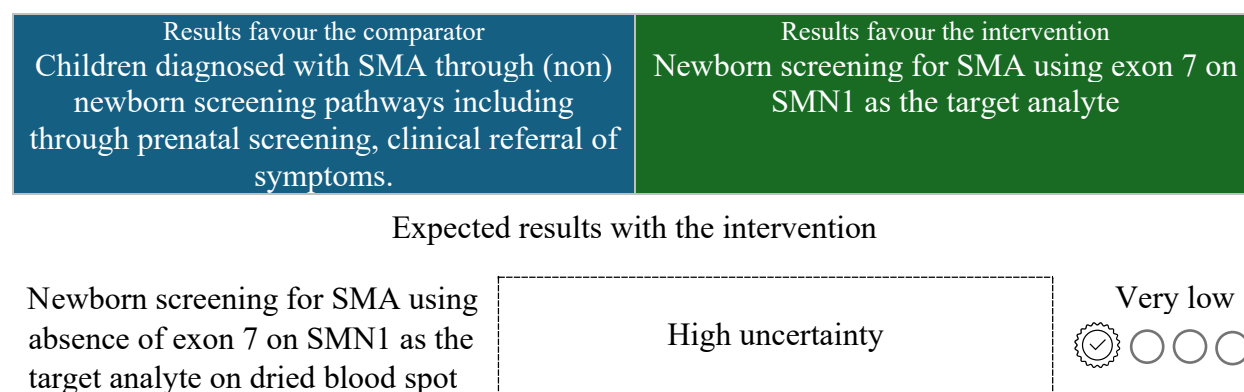 Results favour the comparator
Children diagnosed with SMA through (non)
newborn screening pathways including
through prenatal screening, clinical referral of
symptoms.
Results favour the intervention
Newborn screening for SMA using exon 7 on
SMN1 as the target analyte
Expected results with the intervention
Newborn screening for SMA using
absence of exon 7 on SMN1 as the
target analyte on dried blood spot
High uncertainty
Very low